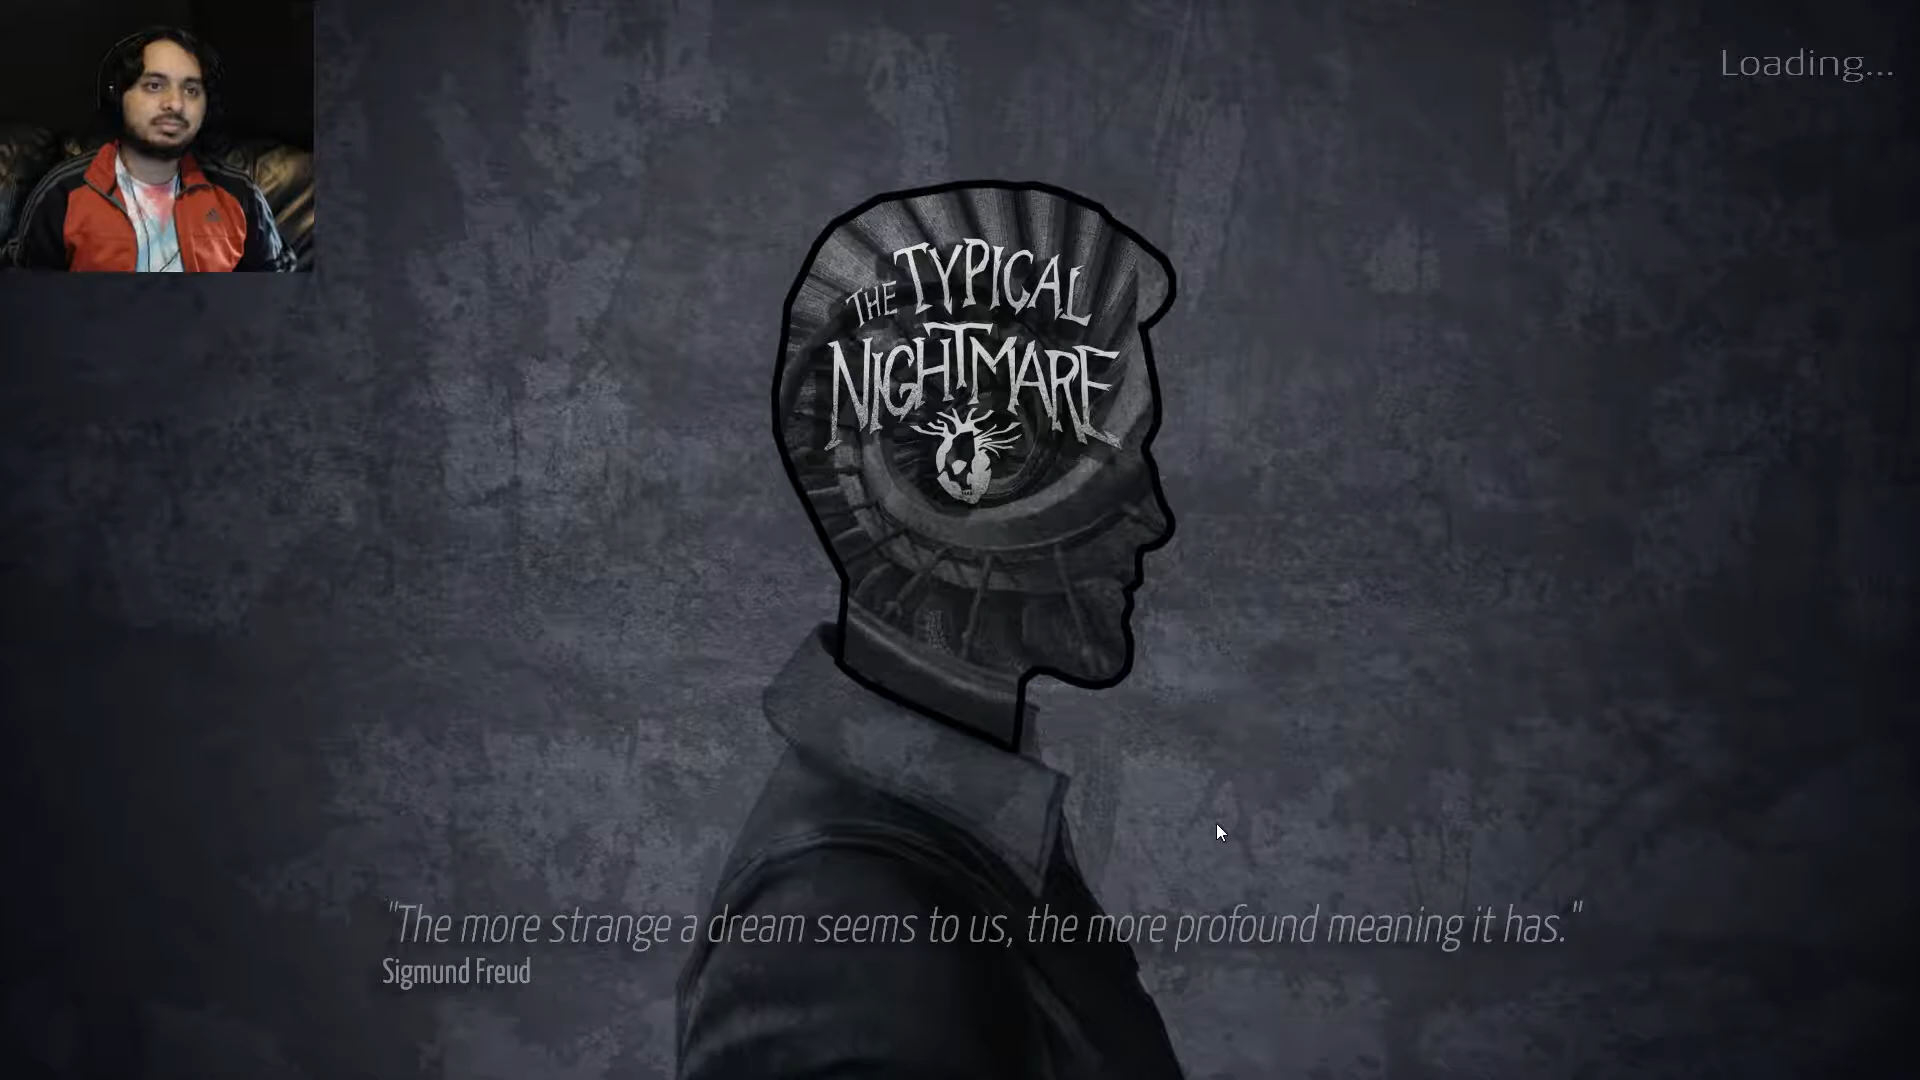 Loading...
THE TYPICAL
NIGHTMARE
"The more strange a dream seems to us, the more profound meaning it has."
Sigmund Freud